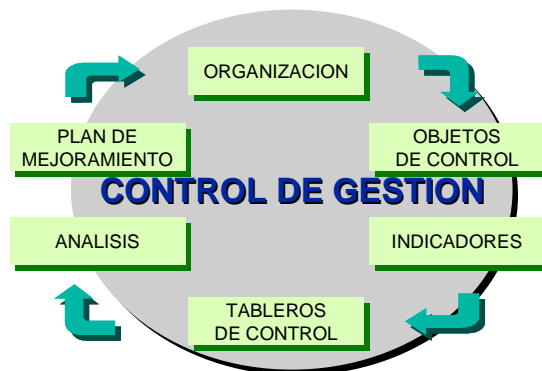 ORGANIZACION
PLAN DE
MEJORAMIENTO
OBJETOS
DE CONTROL
CONTROL DE GESTION
ANALISIS
INDICADORES
TABLEROS
DE CONTROL